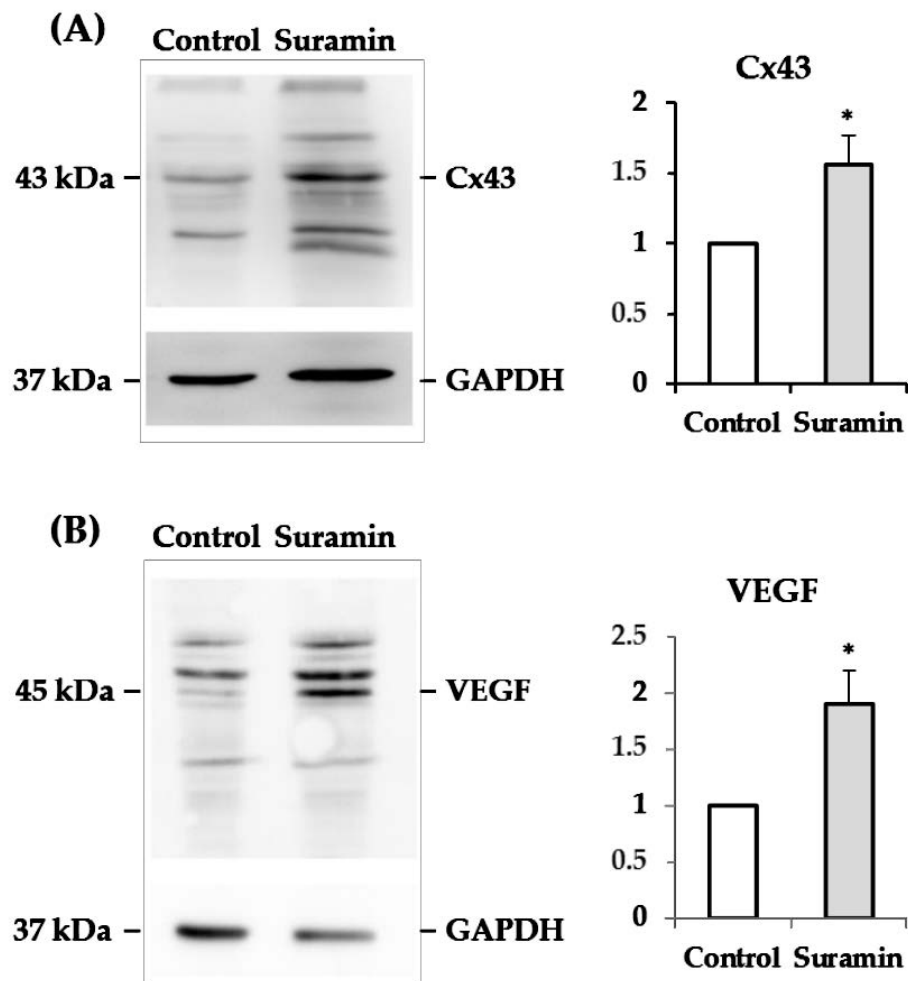 (A)
Control Suramin
43 kDa
Cx43
37 kDa
GAPDH
Cx43
2
*
1.5
1
0.5
0
Control Suramin
(B)
Control Suramin
45 kDa
VEGF
37 kDa
GAPDH
VEGF
2.5
*
2
1.5
1
0.5
0
Control Suramin